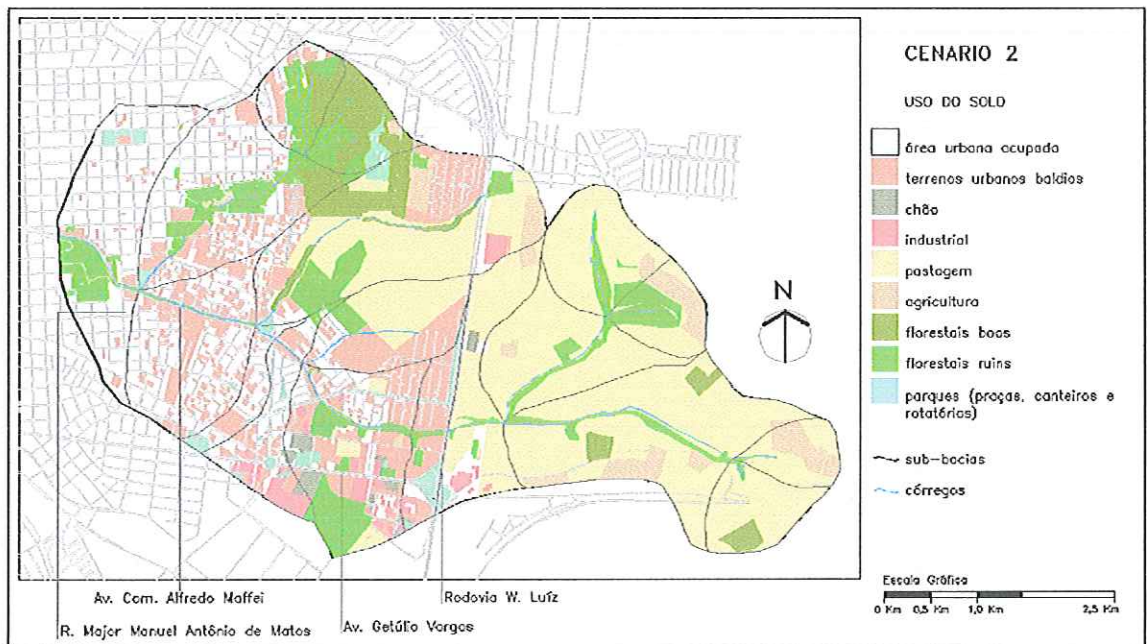 CENARIO 2
USO DO SOLO
área urbana ocupada
terrenos urbanos baldios
chão
industrial
pastagem
agricultura
florestais boas
florestais ruins
parques (praças, canteiros e
rotatórias)
sub-bacias
córregos
N
Escala Gráfica
0 Km 0,5 Km 1,0 Km 2,5 Km
Av. Com. Alfredo Maffei
Rodovia W. Luíz
R. Major Manuel Antônio de Matos
Av. Getúlio Vargas